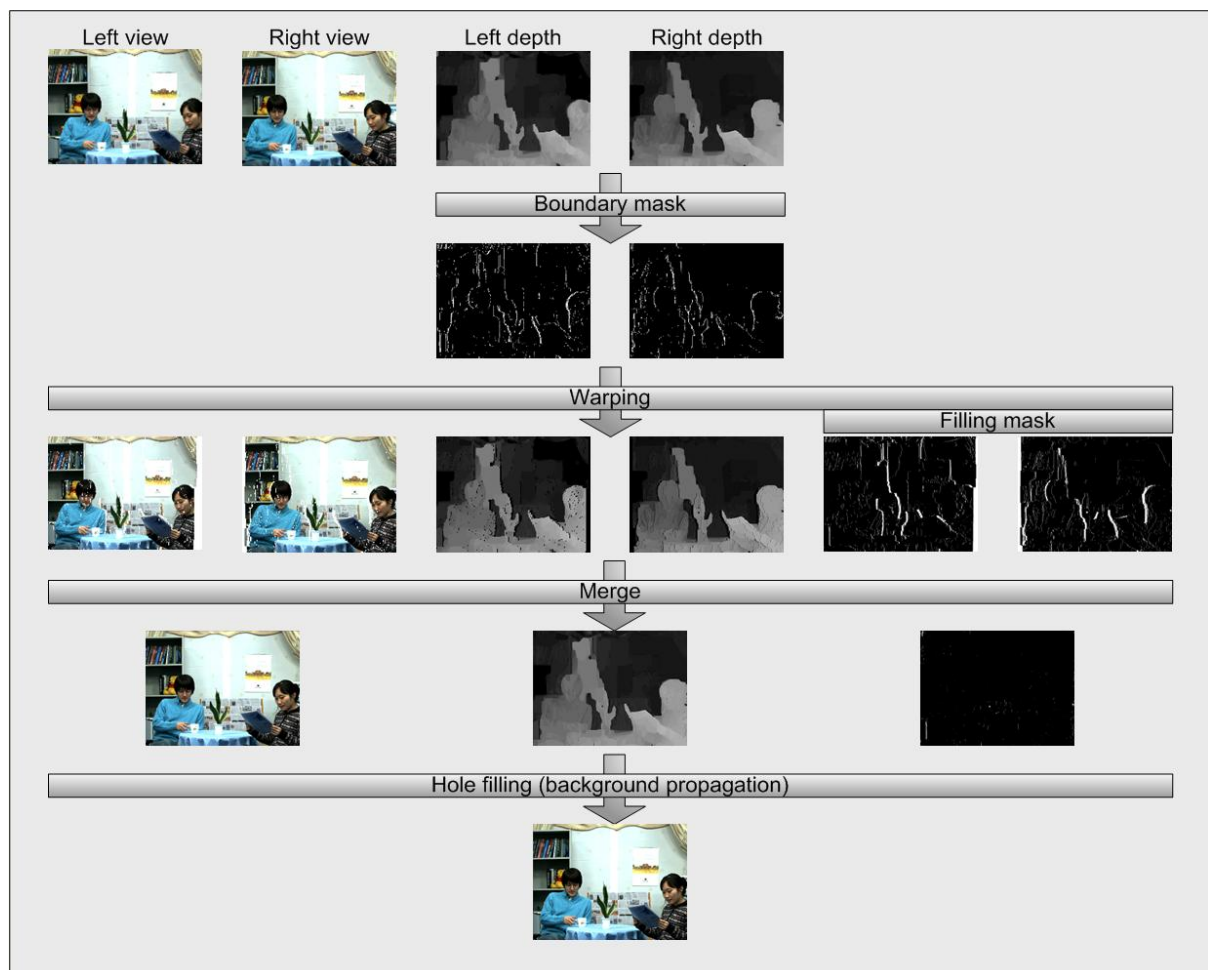 Left view
Right view
Left depth
Right depth
Boundary mask
Warping
Filling mask
Merge
Hole filling (background propagation)